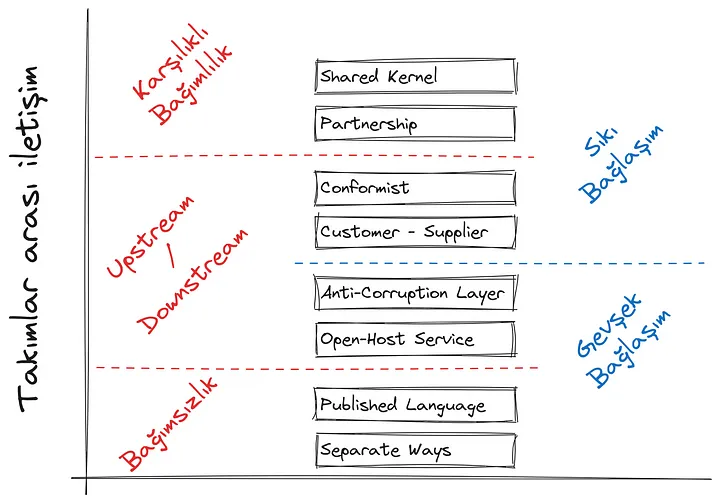 Takımlar arası iletişim
Karşılıklı
Bağımlılık
Shared Kernel
Partnership
Sıkı
Bağlaşım
Upstream
/
Downstream
Conformist
Customer - Supplier
Anti-Corruption Layer
Open-Host Service
Gevşek
Bağlaşım
Bağımsızlık
Published Language
Separate Ways